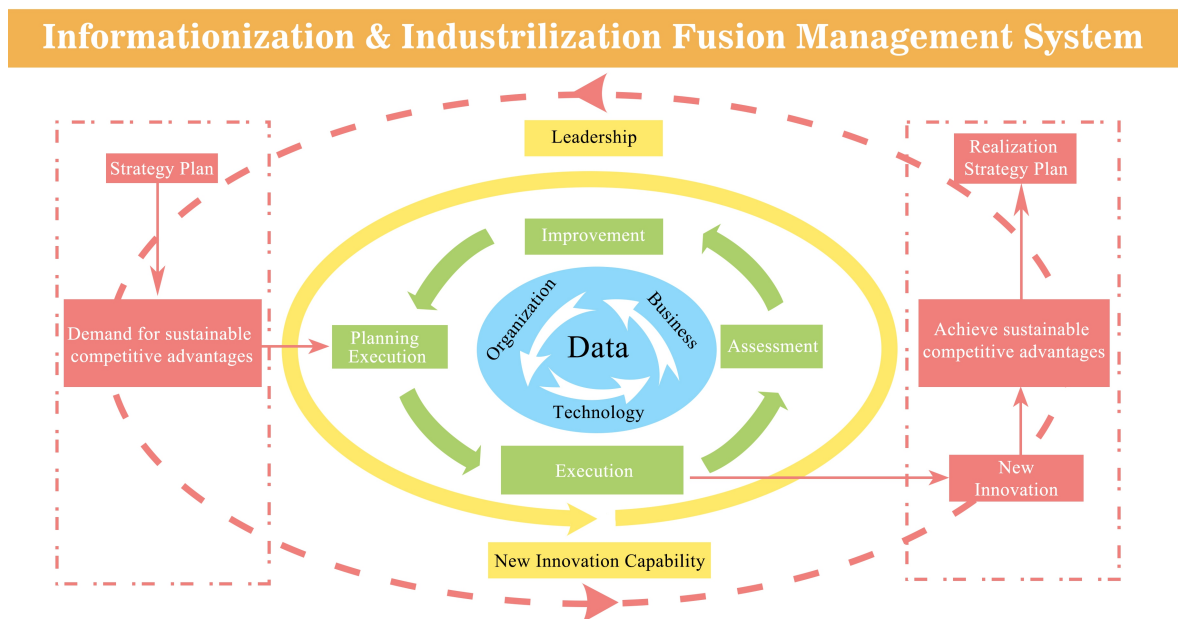 Informationization & Industrilization Fusion Management System
Leadership
Strategy Plan
Realization
Strategy Plan
Improvement
Organization
Business
Demand for sustainable
competitive advantages
Planning
Execution
Data
Assessment
Achieve sustainable
competitive advantages
Technology
Execution
New
Innovation
New Innovation Capability